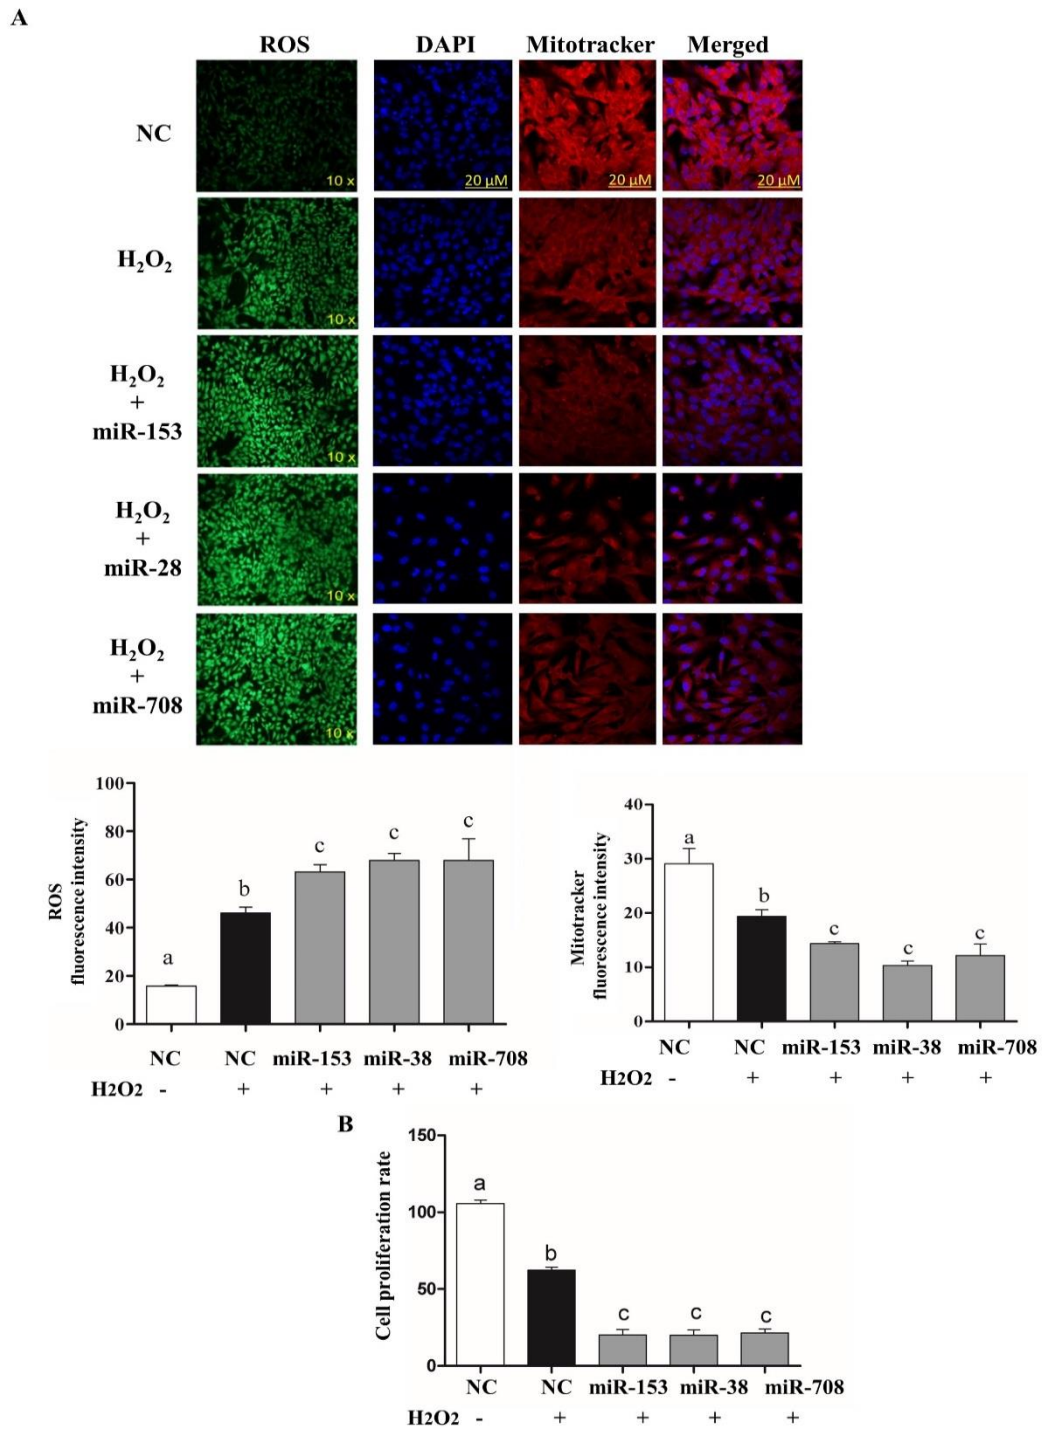 A
ROS DAPI Mitotracker Merged
NC
10 x 20 µM 20 µM 20 µM
H₂O₂
10 x
H₂O₂
+
miR-153
10 x
H₂O₂
+
miR-28
10 x
H₂O₂
+
miR-708
10 x
ROS
fluorescence intensity
100
80
60
40
20
0
a
b
c
c
c
NC NC miR-153 miR-38 miR-708
H2O2 - + + + +
Mitotracker
fluorescence intensity
40
30
20
10
0
a
b
c
c
c
NC NC miR-153 miR-38 miR-708
H2O2 - + + + +
B
Cell proliferation rate
150
100
50
0
a
b
c
c
c
NC NC miR-153 miR-38 miR-708
H2O2 - + + + +